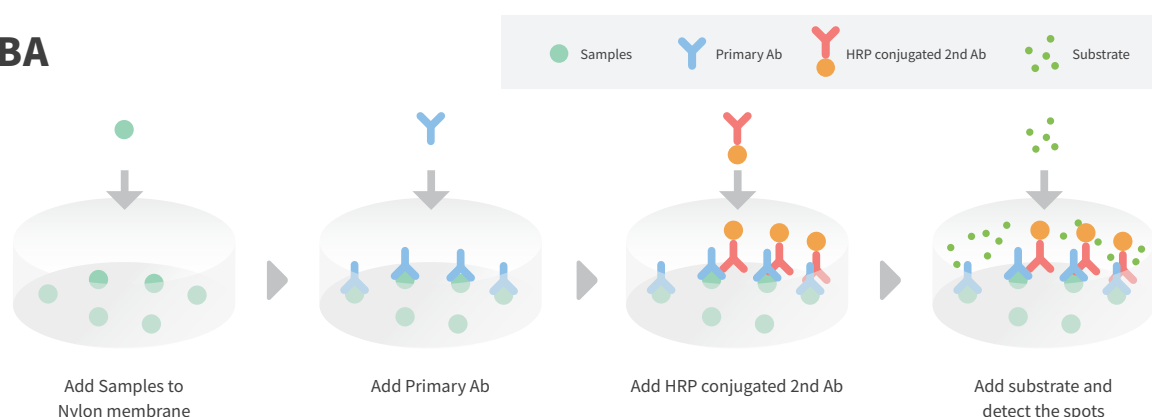 BA
Samples
Primary Ab
HRP conjugated 2nd Ab
Substrate
Add Samples to
Nylon membrane
Add Primary Ab
Add HRP conjugated 2nd Ab
Add substrate and
detect the spots